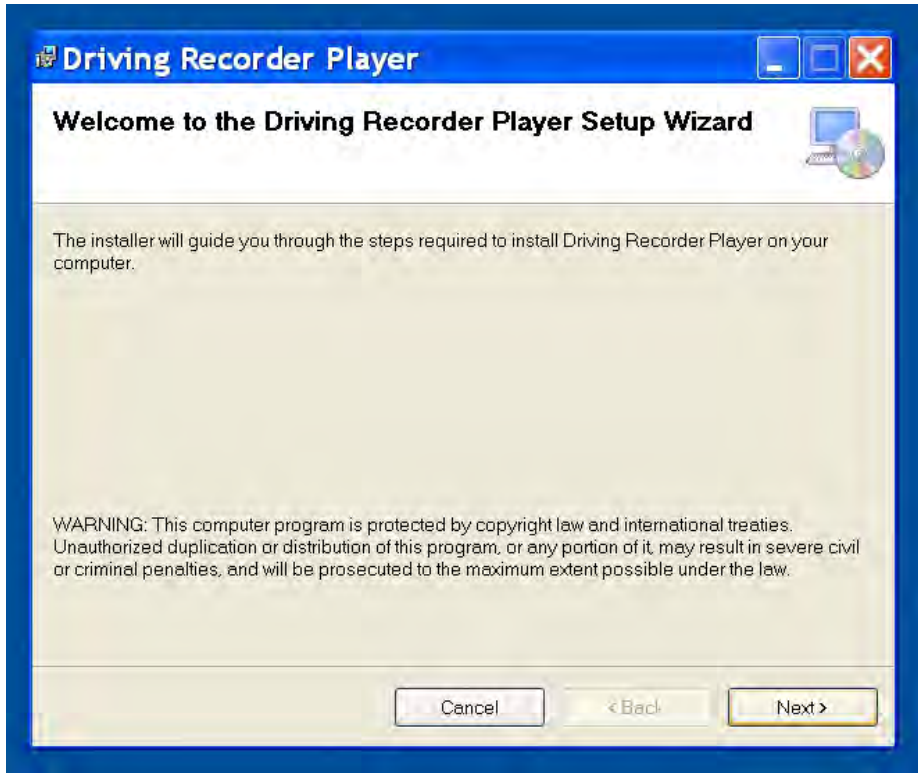 Driving Recorder Player
Welcome to the Driving Recorder Player Setup Wizard
The installer will guide you through the steps required to install Driving Recorder Player on your
computer.
WARNING: This computer program is protected by copyright law and international treaties.
Unauthorized duplication or distribution of this program, or any portion of it, may result in severe civil
or criminal penalties, and will be prosecuted to the maximum extent possible under the law.
Cancel
< Back
Next >